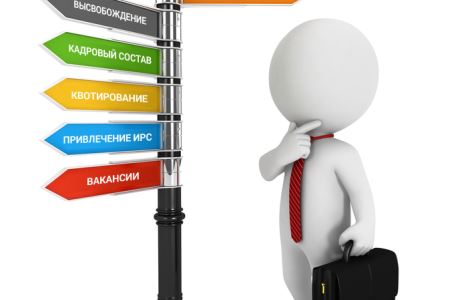 ВЫСВОБОЖДЕНИЕ
КАДРОВЫЙ СОСТАВ
КВОТИРОВАНИЕ
ПРИВЛЕЧЕНИЕ ИРС
ВАКАНСИИ